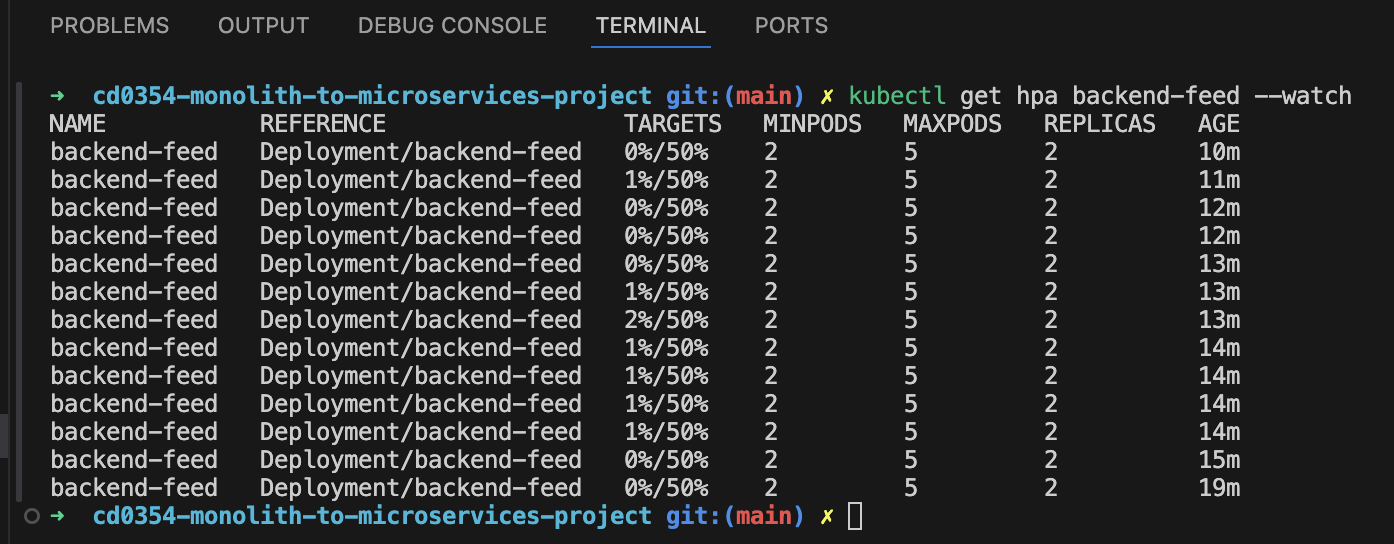 PROBLEMS OUTPUT DEBUG CONSOLE TERMINAL PORTS
➜ cd0354-monolith-to-microservices-project git:(main) ✗ kubectl get hpa backend-feed --watch
NAME REFERENCE TARGETS MINPODS MAXPODS REPLICAS AGE
backend-feed Deployment/backend-feed 0%/50% 2 5 2 10m
backend-feed Deployment/backend-feed 1%/50% 2 5 2 11m
backend-feed Deployment/backend-feed 0%/50% 2 5 2 12m
backend-feed Deployment/backend-feed 0%/50% 2 5 2 12m
backend-feed Deployment/backend-feed 0%/50% 2 5 2 13m
backend-feed Deployment/backend-feed 1%/50% 2 5 2 13m
backend-feed Deployment/backend-feed 2%/50% 2 5 2 13m
backend-feed Deployment/backend-feed 1%/50% 2 5 2 14m
backend-feed Deployment/backend-feed 1%/50% 2 5 2 14m
backend-feed Deployment/backend-feed 1%/50% 2 5 2 14m
backend-feed Deployment/backend-feed 1%/50% 2 5 2 14m
backend-feed Deployment/backend-feed 0%/50% 2 5 2 15m
backend-feed Deployment/backend-feed 0%/50% 2 5 2 19m
➜ cd0354-monolith-to-microservices-project git:(main) ✗